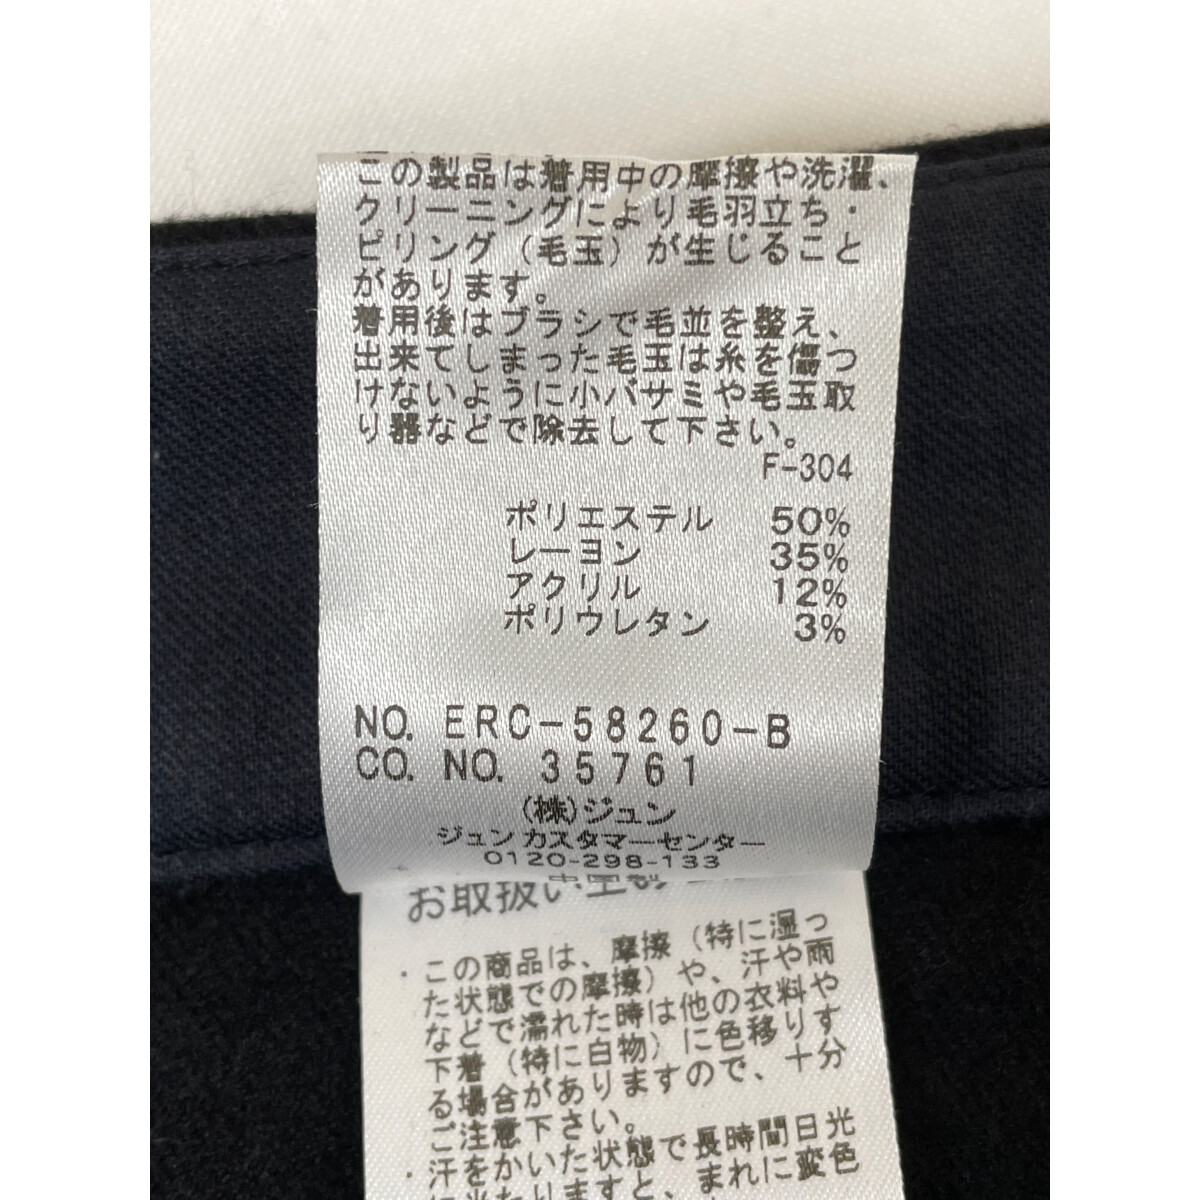 この製品は着用中の摩擦や洗濯、
クリーニングにより毛羽立ち・
ピリング（毛玉）が生じること
があります。
着用後はブラシで毛並を整え、
出来てしまった毛玉は糸を傷つ
けないように小バサミや毛玉取
り器などで除去して下さい。
F-304
ポリエステル 50%
レーヨン 35%
アクリル 12%
ポリウレタン 3%
NO. ERC-58260-B
CO. NO. 35761
(株)ジュン
ジュンカスタマーセンター
0120-298-133
お取扱い
・この商品は、摩擦（特に湿っ
た状態での摩擦）や、汗や雨
などで濡れた時は他の衣料や
下着（特に白物）に色移りす
る場合がありますので、十分
ご注意下さい。
・汗をかいた状態で長時間日光
に当たりますと、まれに変色